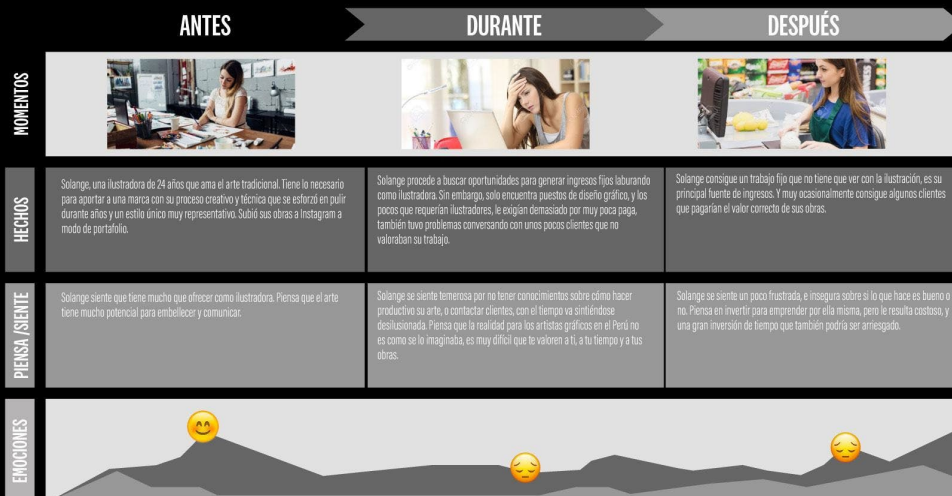 ANTES
DURANTE
DESPUÉS
MOMENTOS
HECHOS
Solange, una ilustradora de 24 años que ama el arte tradicional. Tiene lo necesario
para aportar a una marca con su proceso creativo y técnica que se esforzó en pulir
durante años y un estilo único muy representativo. Subió sus obras a Instagram a
modo de portafolio.
Solange procede a buscar oportunidades para generar ingresos fijos laburando
como ilustradora. Sin embargo, solo encuentra puestos de diseño gráfico, y los
pocos que requerían ilustradores, le exigían demasiado por muy poca paga,
también tuvo problemas conversando con unos pocos clientes que no
valoraban su trabajo.
Solange consigue un trabajo fijo que no tiene que ver con la ilustración, es su
principal fuente de ingresos. Y muy ocasionalmente consigue algunos clientes
que pagarían el valor correcto de sus obras.
PIENSA /SIENTE
Solange siente que tiene mucho que ofrecer como ilustradora. Piensa que el arte
tiene mucho potencial para embellecer y comunicar.
Solange se siente temerosa por no tener conocimientos sobre cómo hacer
productivo su arte, o contactar clientes, con el tiempo va sintiéndose
desilusionada. Piensa que la realidad para los artistas gráficos en el Perú no
es como se lo imaginaba, es muy difícil que te valoren a ti, a tu tiempo y a tus
obras.
Solange se siente un poco frustrada, e insegura sobre si lo que hace es bueno o
no. Piensa en invertir para emprender por ella misma, pero le resulta costoso, y
una gran inversión de tiempo que también podría ser arriesgado.
EMOCIONES